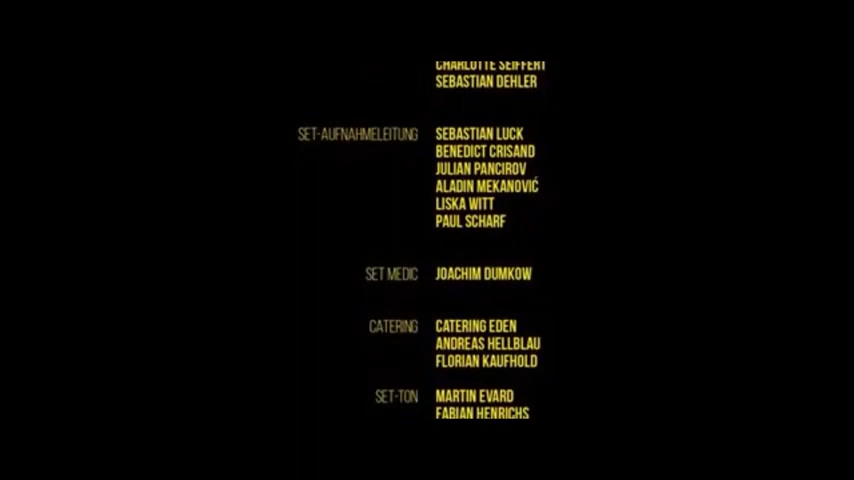 CHARLOTTE SEIFFERT
SEBASTIAN DEHLER
SET-AUFNAHMELEITUNG SEBASTIAN LUCK
BENEDICT CRISAND
JULIAN PANCIROV
ALADIN MEKANOVIĆ
LISKA WITT
PAUL SCHARF
SET MEDIC JOACHIM DUMKOW
CATERING CATERING EDEN
ANDREAS HELLBLAU
FLORIAN KAUFHOLD
SET-TON MARTIN EVARD
FABIAN HENRICHS